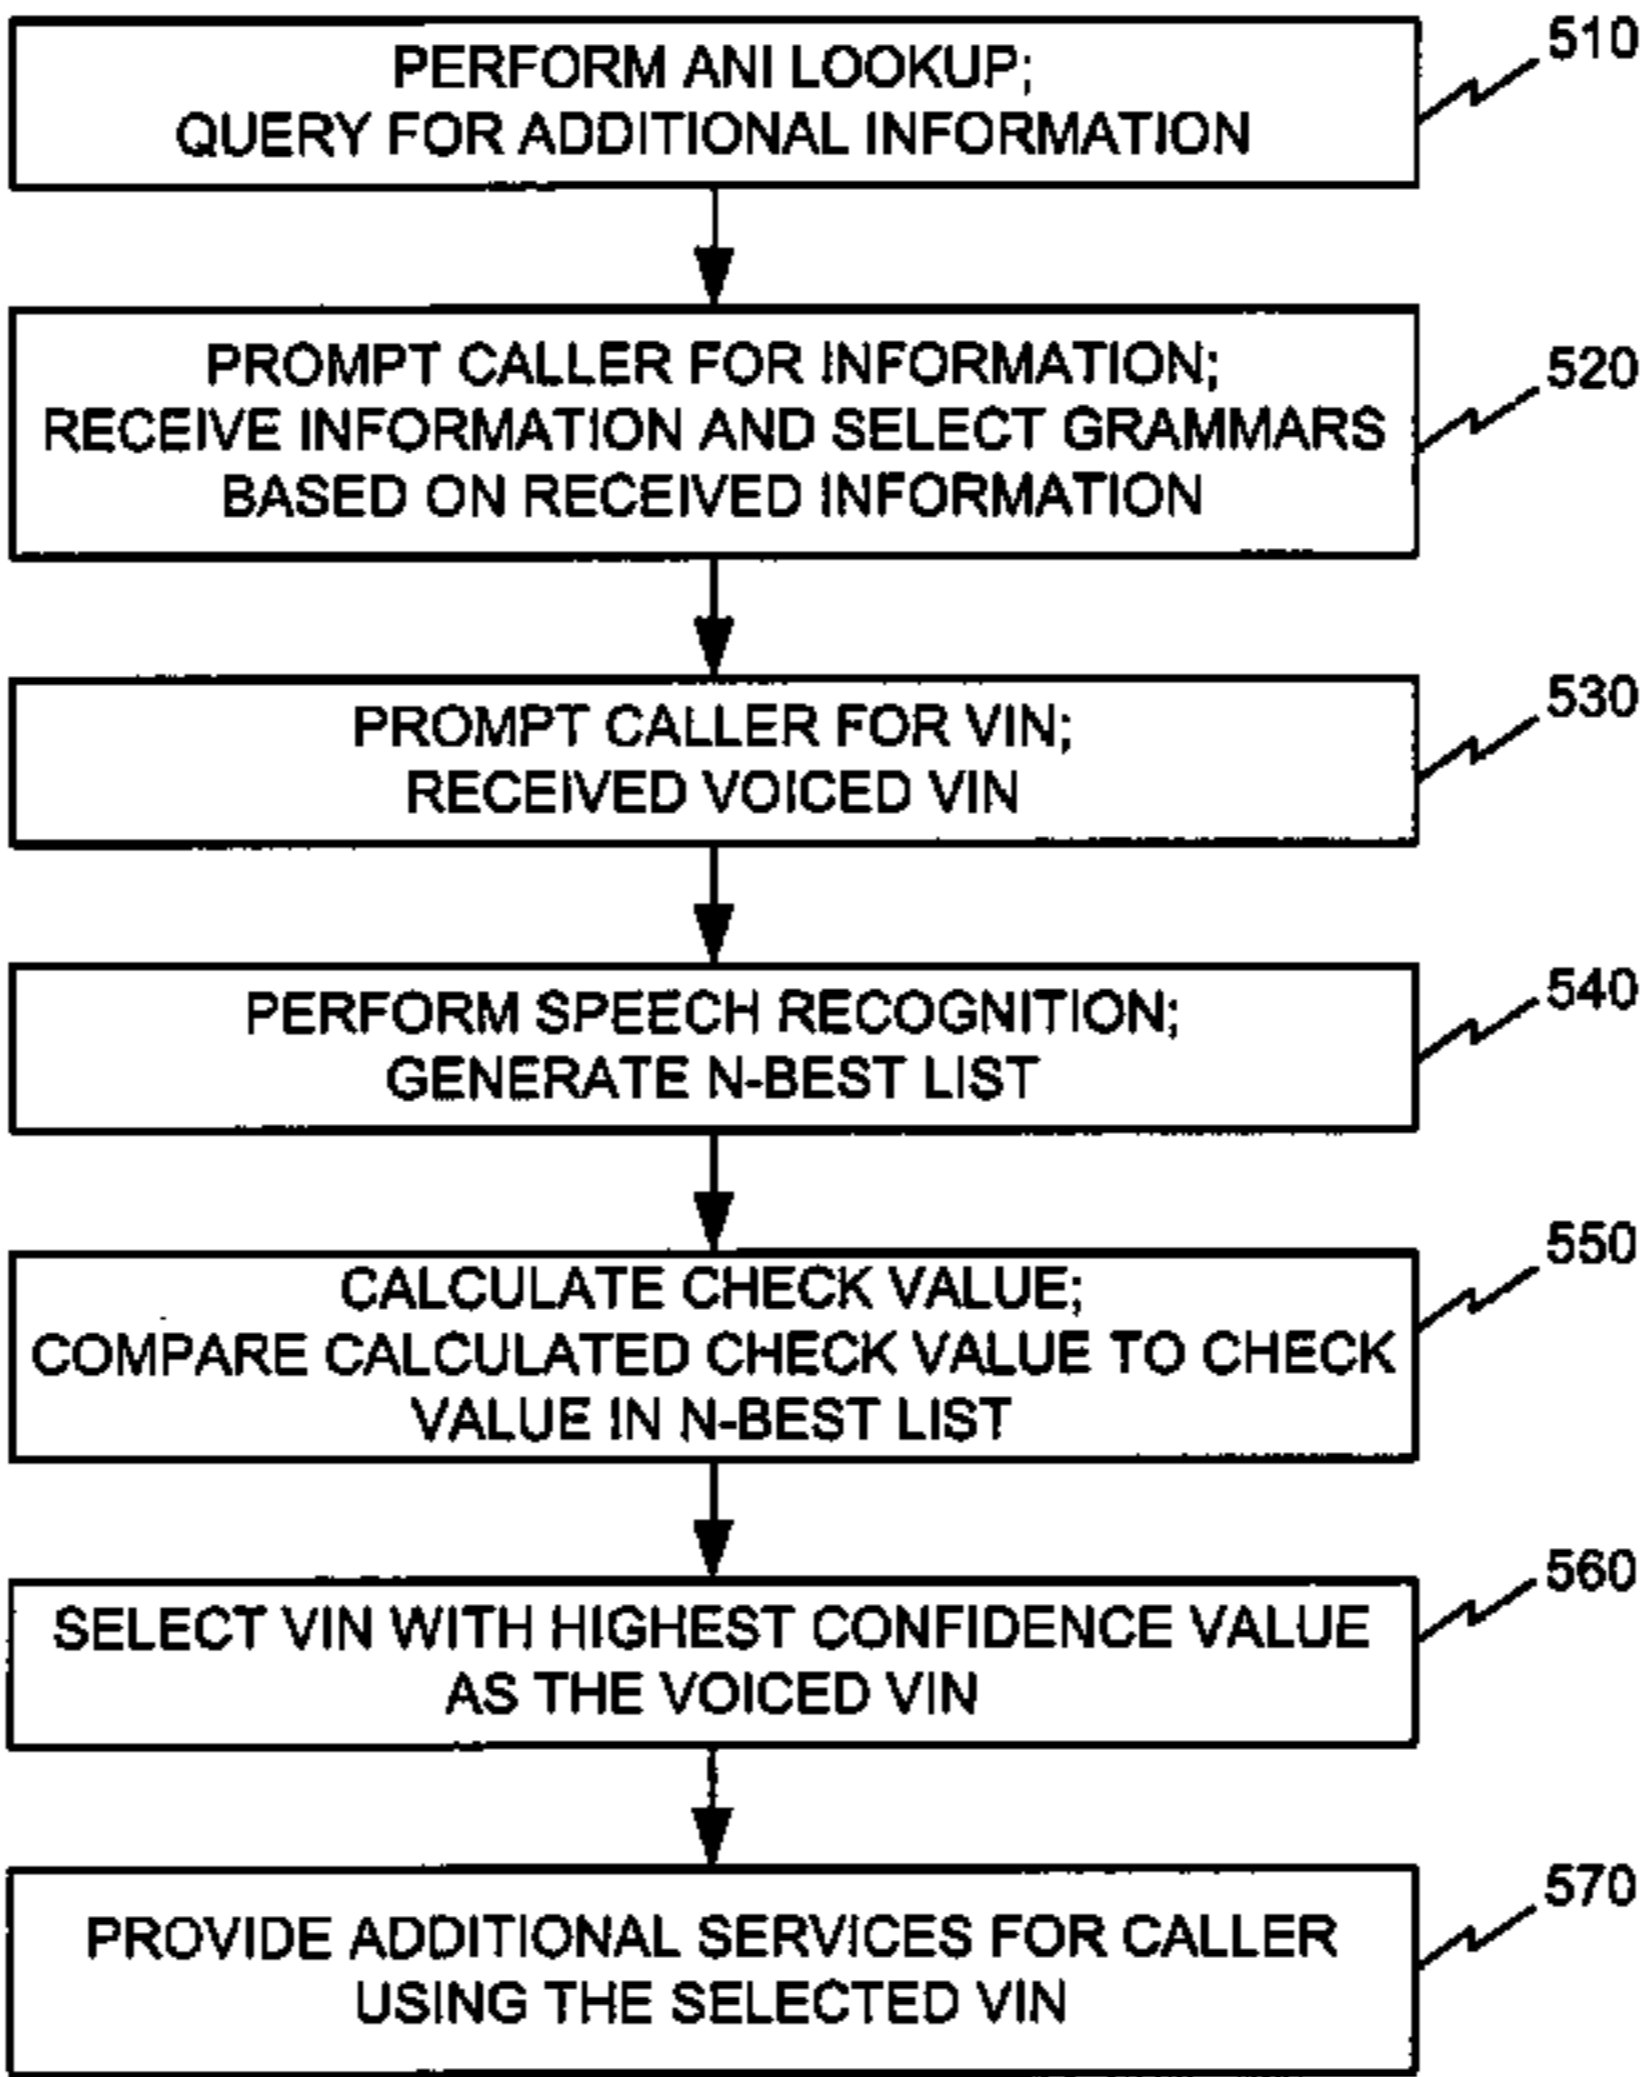 PERFORM ANI LOOKUP;
QUERY FOR ADDITIONAL INFORMATION
510
PROMPT CALLER FOR INFORMATION;
RECEIVE INFORMATION AND SELECT GRAMMARS
BASED ON RECEIVED INFORMATION
520
PROMPT CALLER FOR VIN;
RECEIVED VOICED VIN
530
PERFORM SPEECH RECOGNITION;
GENERATE N-BEST LIST
540
CALCULATE CHECK VALUE;
COMPARE CALCULATED CHECK VALUE TO CHECK
VALUE IN N-BEST LIST
550
SELECT VIN WITH HIGHEST CONFIDENCE VALUE
AS THE VOICED VIN
560
PROVIDE ADDITIONAL SERVICES FOR CALLER
USING THE SELECTED VIN
570